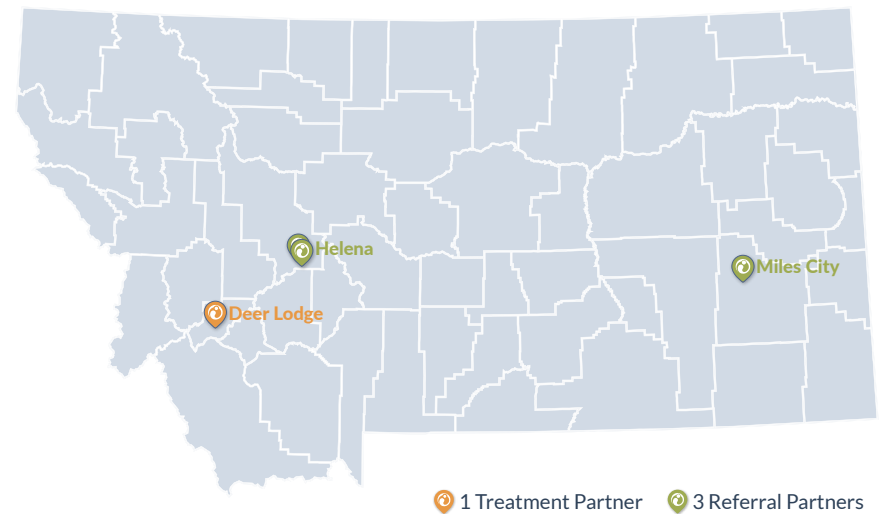 Helena
Miles City
Deer Lodge
1 Treatment Partner
3 Referral Partners